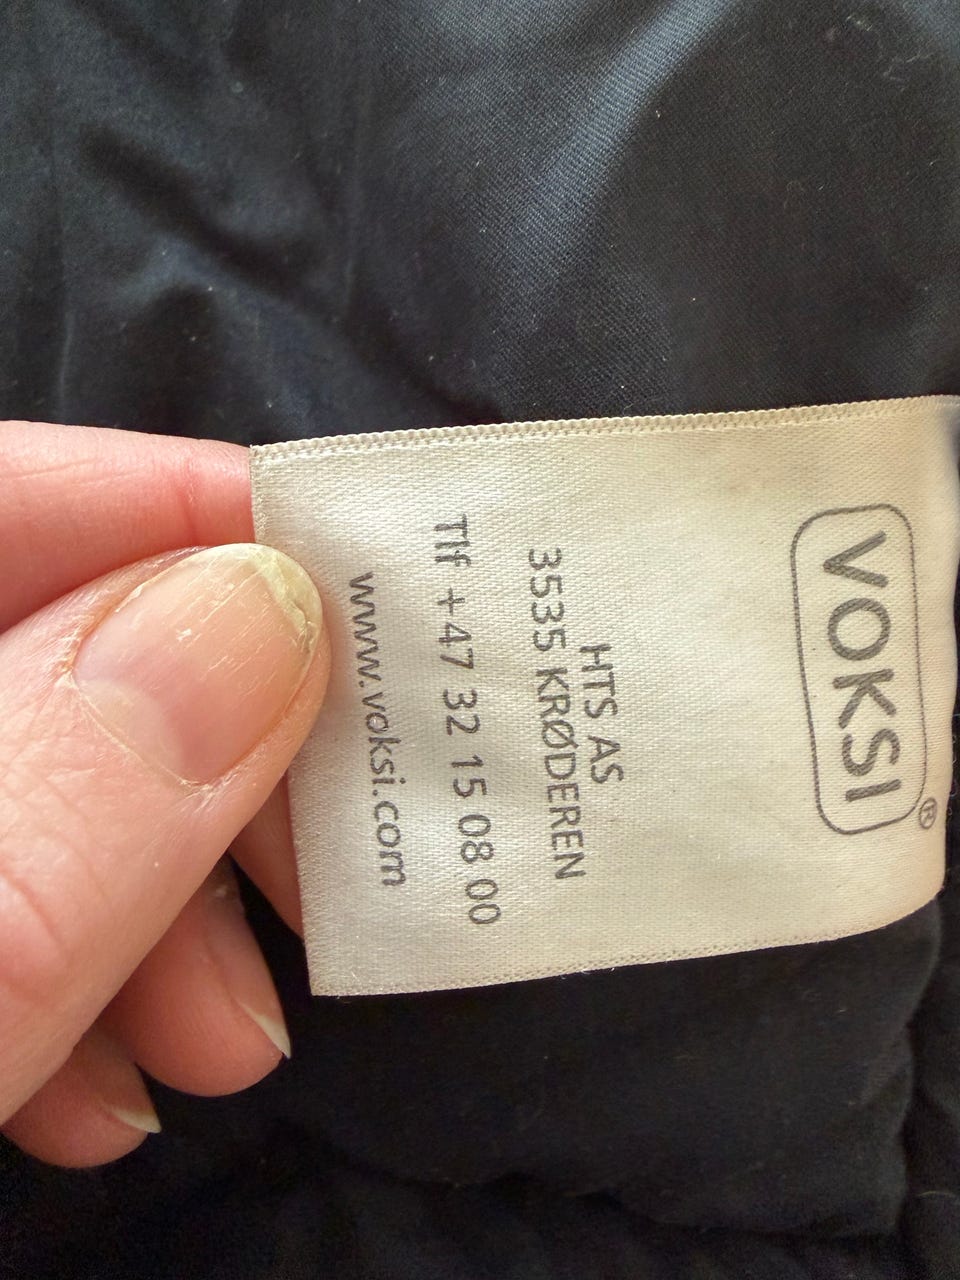 VOKSI®
HTS AS
3535 KRØDEREN
Tlf +47 32 15 08 00
www.voksi.com